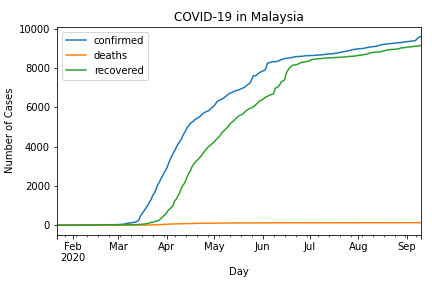 COVID-19 in Malaysia
confirmed
deaths
recovered
Number of Cases
10000
8000
6000
4000
2000
0
Feb Mar Apr May Jun Jul Aug Sep
2020
Day